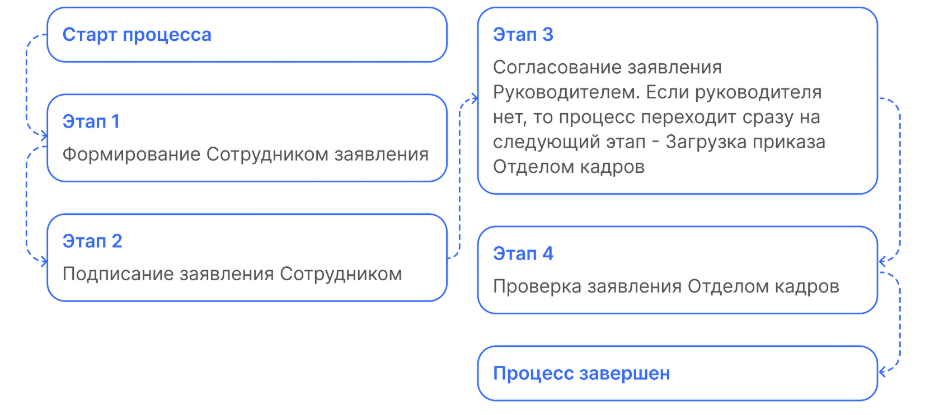 Старт процесса
Этап 1
Формирование Сотрудником заявления
Этап 2
Подписание заявления Сотрудником
Этап 3
Согласование заявления
Руководителем. Если руководителя
нет, то процесс переходит сразу на
следующий этап - Загрузка приказа
Отделом кадров
Этап 4
Проверка заявления Отделом кадров
Процесс завершен